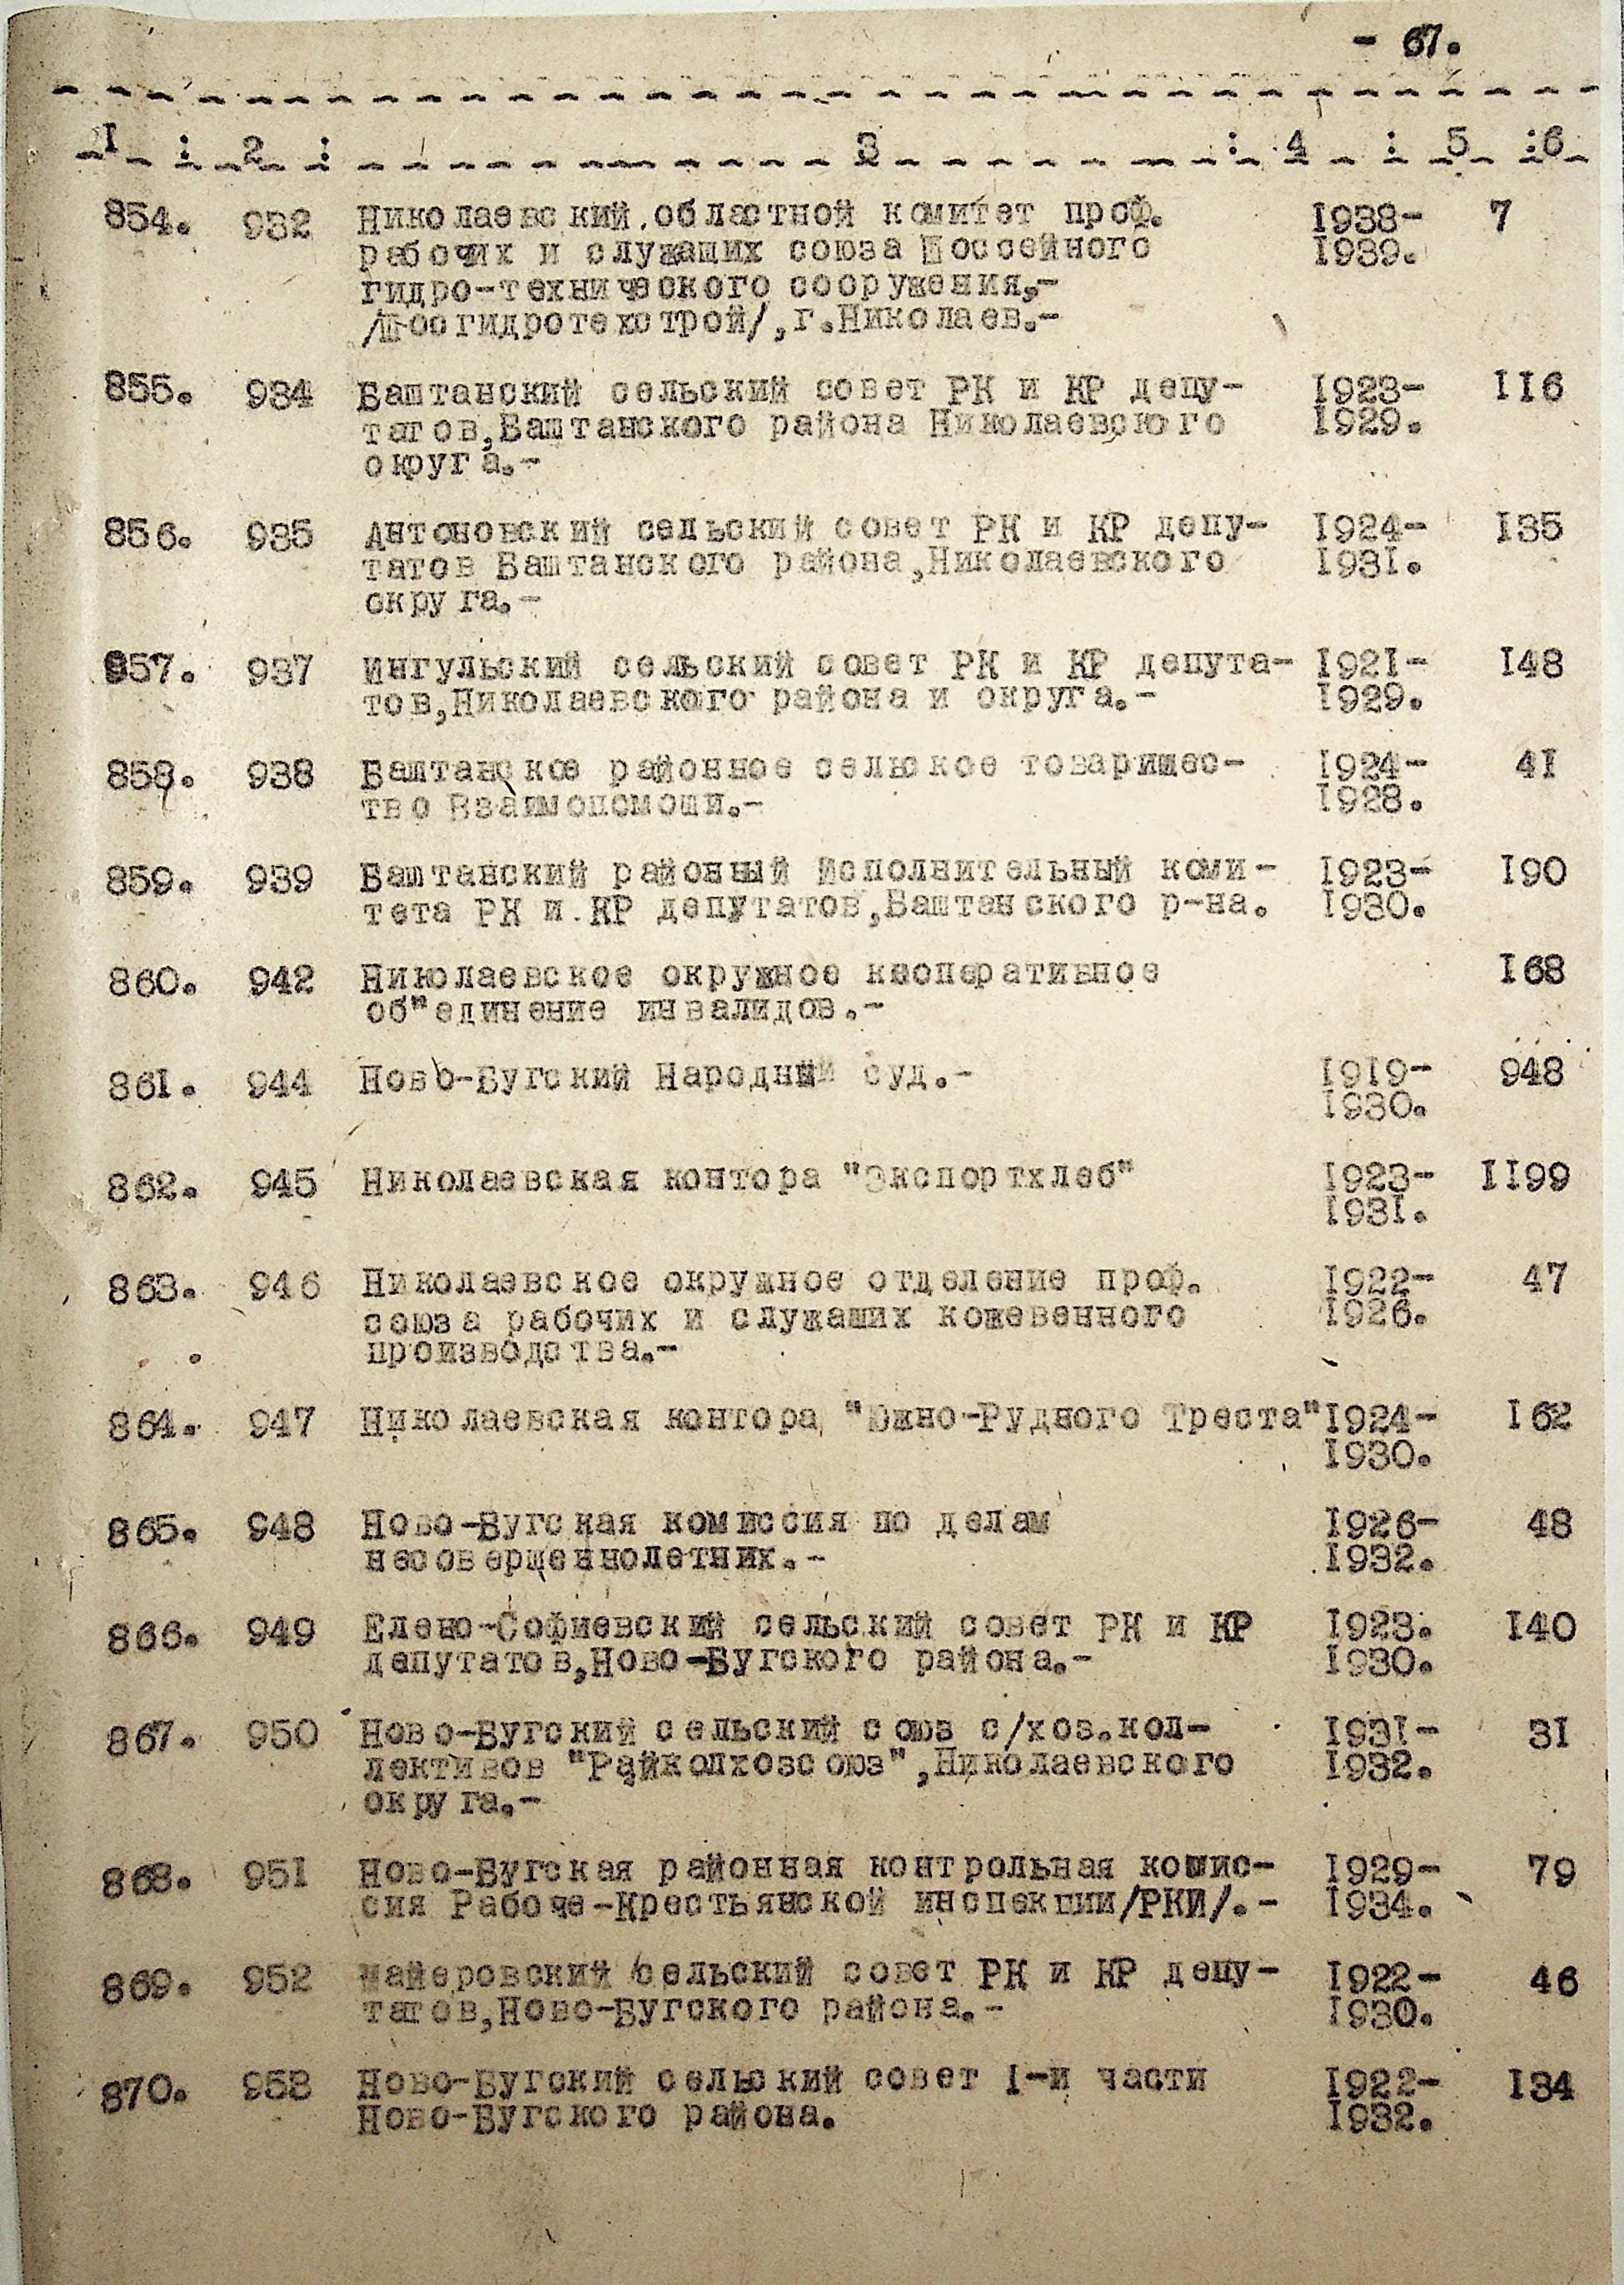 - 67.
1 : 2 : 3 : 4 : 5 :6
854. 932 Николаевский областной комитет проф. 1938- 7
рабочих и служащих союза Шоссейного 1939.
гидро-технического сооружения,-
/Шосгидротехстрой/,г.Николаев.-
855. 934 Баштанский сельский совет РК и КР депу- 1923- 116
татов,Баштанского района Николаевского 1929.
округа.-
856. 935 Антоновский сельский совет РК и КР депу- 1924- 135
татов Баштанского района,Николаевского 1931.
округа.-
857. 937 Ингульский сельский совет РК и КР депута- 1921- 148
тов,Николаевского района и округа.- 1929.
858. 938 Баштанское районное сельское товарищес- 1924- 41
тво Взаимопомощи.- 1928.
859. 939 Баштанский районный Исполнительный коми- 1923- 190
тета РК и КР депутатов,Баштанского р-на. 1930.
860. 942 Николаевское окружное кооперативное 168
об"единение инвалидов.-
861. 944 Ново-Бугский Народный суд.- 1919- 948
1930.
862. 945 Николаевская контора "Экспортхлеб" 1923- 1199
1931.
863. 946 Николаевское окружное отделение проф. 1922- 47
союза рабочих и служащих кожевенного 1926.
производства.-
864. 947 Николаевская контора "Южно-Рудного Треста" 1924- 162
1930.
865. 948 Ново-Бугская комиссия по делам 1926- 48
несовершеннолетних.- 1932.
866. 949 Елено-Софиевский сельский совет РК и КР 1923. 140
депутатов,Ново-Бугского района.- 1930.
867. 950 Ново-Бугский сельский союз с/хоз.кол- 1931- 31
лективов "Райколхозсоюз",Николаевского 1932.
округа.-
868. 951 Ново-Бугская районная контрольная комис- 1929- 79
сия Рабоче-Крестьянской инспекции/РКИ/.- 1934.
869. 952 Майеровский сельский совет РК и КР депу- 1922- 46
татов,Ново-Бугского района.- 1930.
870. 953 Ново-Бугский сельский совет 1-й части 1922- 134
Ново-Бугского района. 1932.